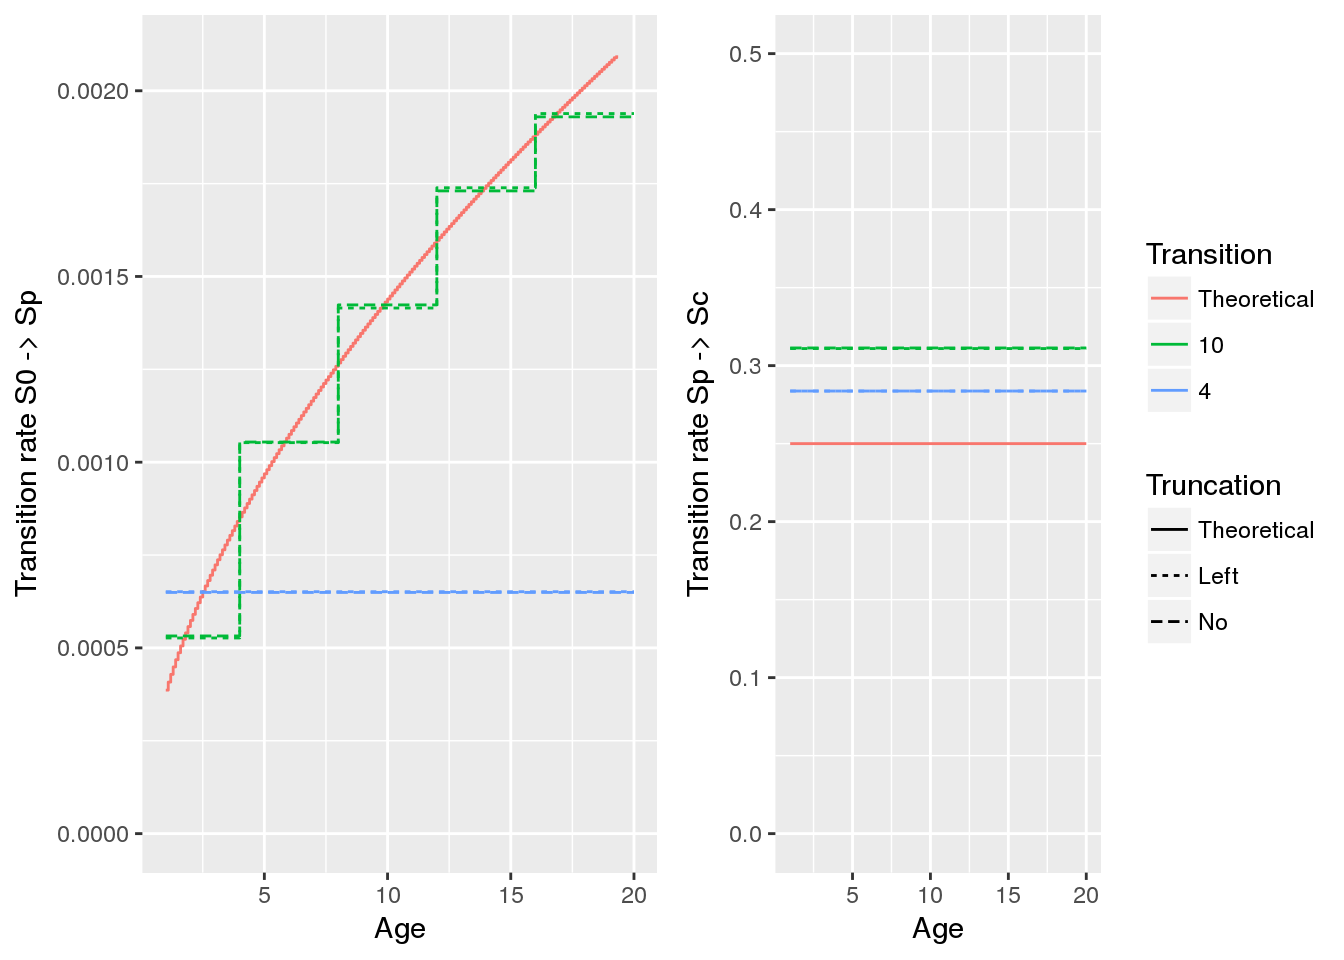 Transition rate S0 -> Sp
0.0020
0.0015
0.0010
0.0005
0.0000
5 10 15 20
Age
Transition rate Sp -> Sc
0.5
0.4
0.3
0.2
0.1
0.0
5 10 15 20
Age
Transition
Theoretical
10
4
Truncation
Theoretical
Left
No